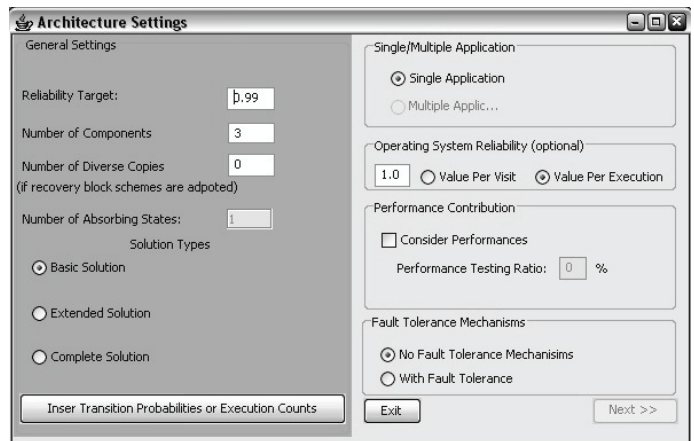 Architecture Settings
General Settings
Reliability Target:
0.99
Number of Components
3
Number of Diverse Copies
0
(if recovery block schemes are adpoted)
Number of Absorbing States:
1
Solution Types
Basic Solution
Extended Solution
Complete Solution
Inser Transition Probabilities or Execution Counts
Single/Multiple Application
Single Application
Multiple Applic...
Operating System Reliability (optional)
1.0
Value Per Visit
Value Per Execution
Performance Contribution
Consider Performances
Performance Testing Ratio:
0
%
Fault Tolerance Mechanisms
No Fault Tolerance Mechanisims
With Fault Tolerance
Exit
Next >>